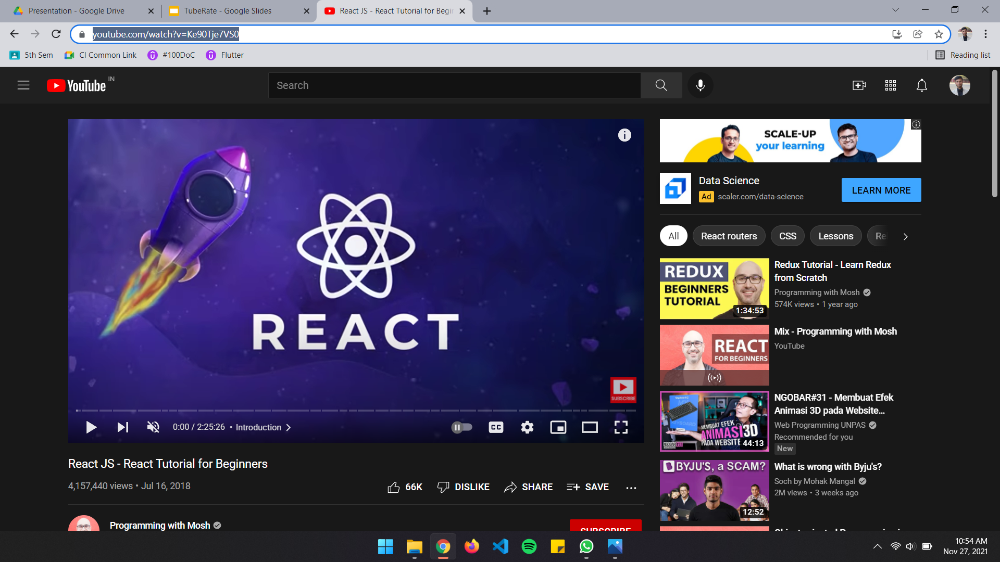 Presentation - Google Drive
TubeRate - Google Slides
React JS - React Tutorial for Begin
youtube.com/watch?v=Ke90Tje7VS0
5th Sem
CI Common Link
#100DoC
Flutter
Reading list
YouTube IN
Search
REACT
SUBSCRIBE
0:00 / 2:25:26 • Introduction
CC
React JS - React Tutorial for Beginners
4,157,440 views • Jul 16, 2018
66K
DISLIKE
SHARE
SAVE
Programming with Mosh
SUBSCRIBE
SCALE-UP
your learning
Data Science
Ad scaler.com/data-science
LEARN MORE
All
React routers
CSS
Lessons
Re
REDUX
BEGINNERS
TUTORIAL
1:34:53
Redux Tutorial - Learn Redux
from Scratch
Programming with Mosh
574K views • 1 year ago
REACT
FOR BEGINNERS
Mix - Programming with Mosh
YouTube
MEMBUAT EFEK
ANIMASI 3D
PADA WEBSITE
44:13
NGOBAR#31 - Membuat Efek
Animasi 3D pada Website...
Web Programming UNPAS
Recommended for you
New
BYJU'S, a SCAM?
12:52
What is wrong with Byju's?
Soch by Mohak Mangal
2M views • 3 weeks ago
10:54 AM
Nov 27, 2021